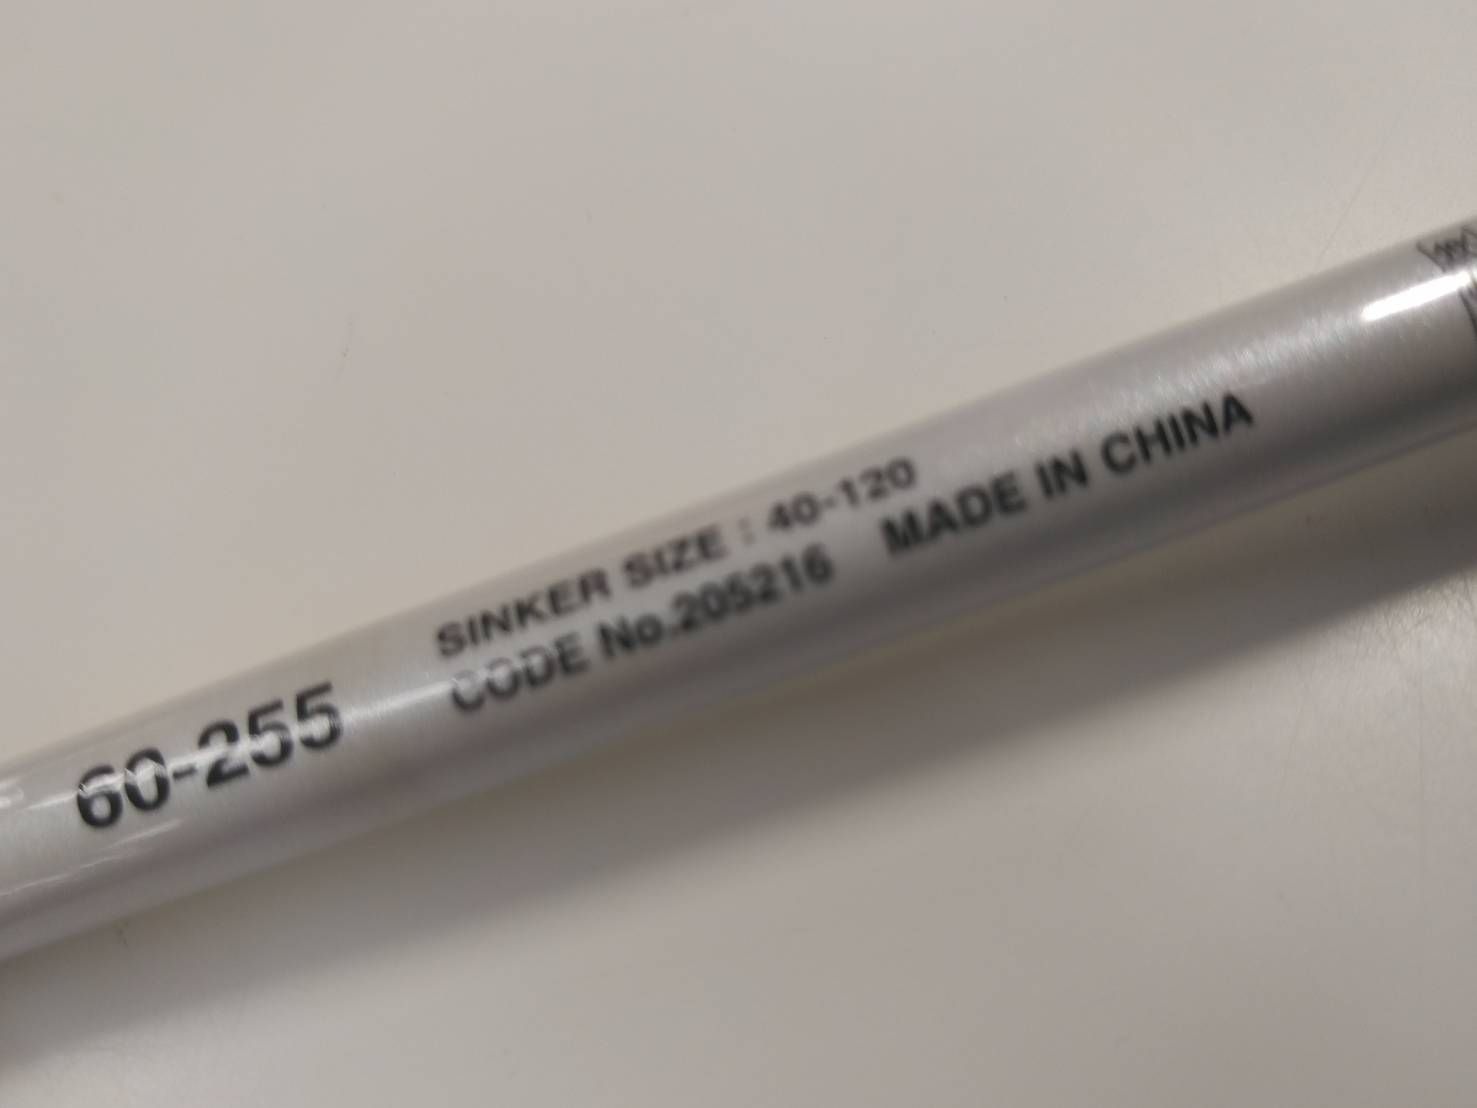 60-255
SINKER SIZE : 40-120
CODE No.205216 MADE IN CHINA